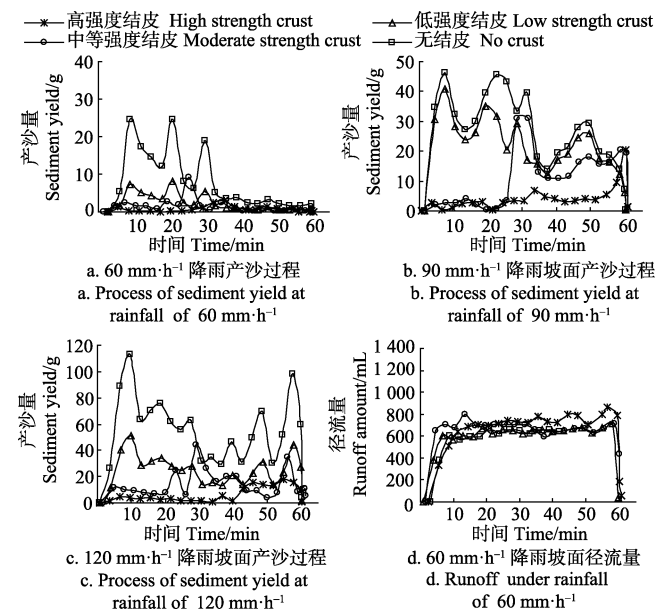 高强度结皮 High strength crust
低强度结皮 Low strength crust
中等强度结皮 Moderate strength crust
无结皮 No crust
产沙量
Sediment yield/g
40
30
20
10
0
10 20 30 40 50 60
时间 Time/min
a. 60 mm·h⁻¹ 降雨产沙过程
a. Process of sediment yield at
rainfall of 60 mm·h⁻¹
产沙量
Sediment yield/g
50
40
30
20
10
0
10 20 30 40 50 60
时间 Time/min
b. 90 mm·h⁻¹ 降雨坡面产沙过程
b. Process of sediment yield at
rainfall of 90 mm·h⁻¹
产沙量
Sediment yield/g
120
100
80
60
40
20
0
10 20 30 40 50 60
时间 Time/min
c. 120 mm·h⁻¹ 降雨坡面产沙过程
c. Process of sediment yield at
rainfall of 120 mm·h⁻¹
径流量
Runoff amount/mL
1 400
1 200
1 000
800
600
400
200
0
10 20 30 40 50 60
时间 Time/min
d. 60 mm·h⁻¹ 降雨坡面径流量
d. Runoff under rainfall
of 60 mm·h⁻¹